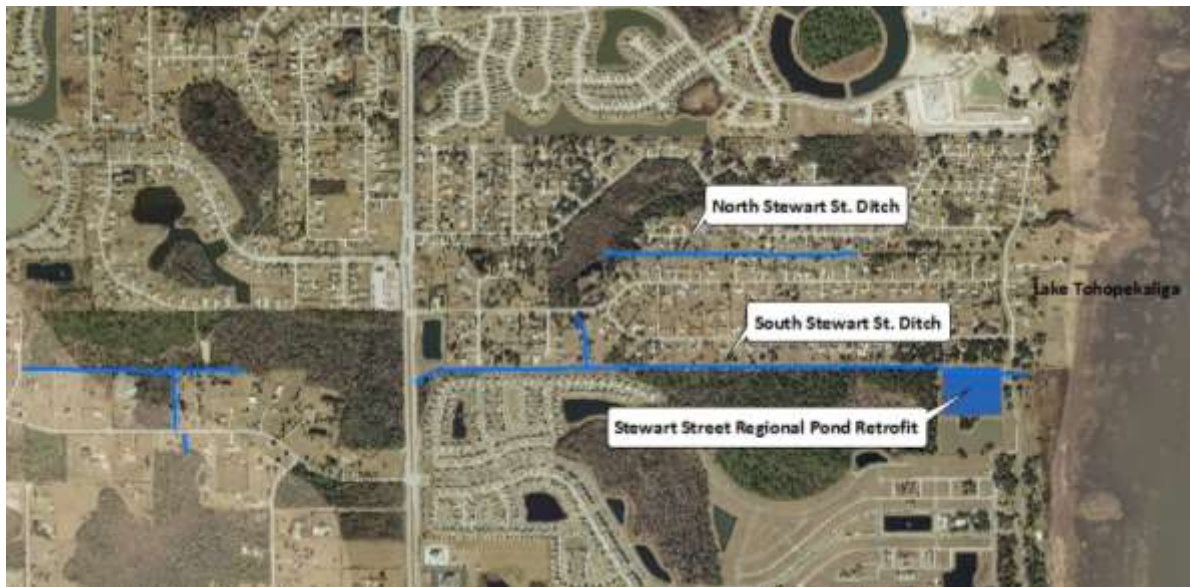 North Stewart St. Ditch
Lake Tohopekaliga
South Stewart St. Ditch
Stewart Street Regional Pond Retrofit